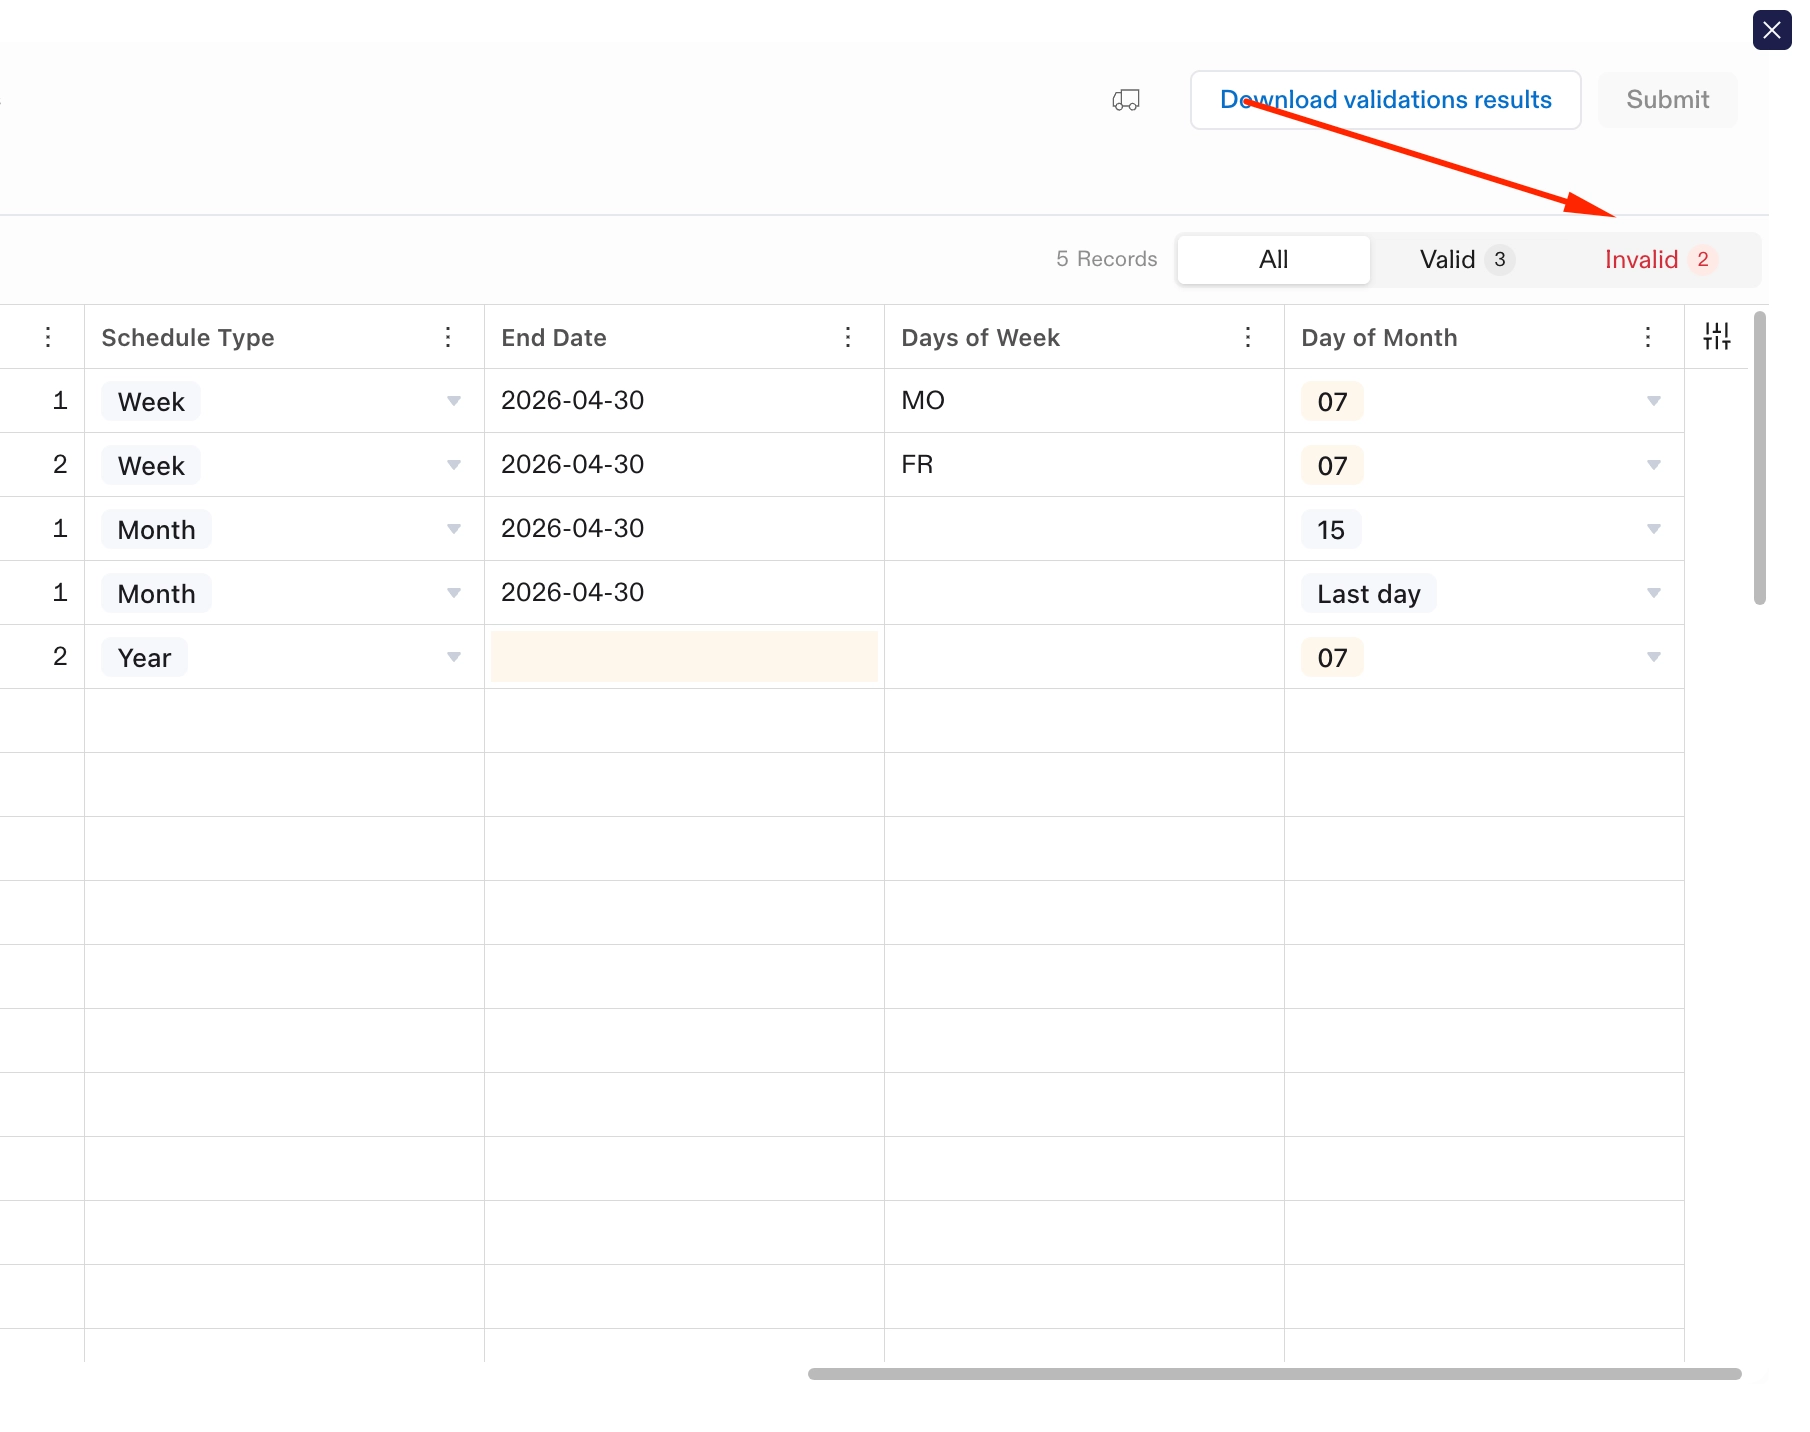 Download validations results Submit
5 Records All Valid 3 Invalid 2
Schedule Type End Date Days of Week Day of Month
1 Week 2026-04-30 MO 07
2 Week 2026-04-30 FR 07
1 Month 2026-04-30 15
1 Month 2026-04-30 Last day
2 Year 07